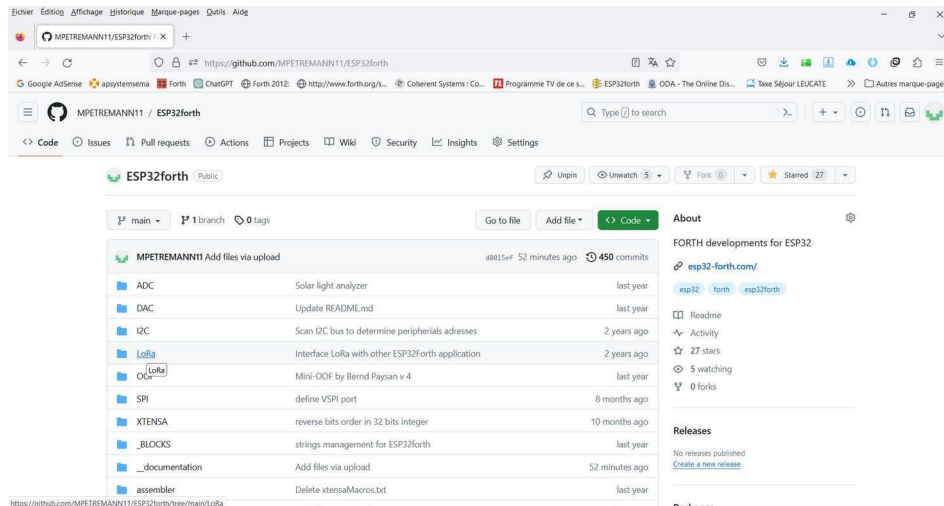 Fichier Édition Affichage Historique Marque-pages Outils Aide
MPETREMANN11/ESP32forth:
https://github.com/MPETREMANN11/ESP32forth
Google AdSense apsystemsema Forth ChatGPT Forth 2012: http://www.forth.org/s... Coherent Systems : Co... Programme TV de ce s... ESP32forth ODA - The Online Dis... Taxe Séjour LEUCATE Autres marque-page
MPETREMANN11 / ESP32forth Type / to search
Code Issues Pull requests Actions Projects Wiki Security Insights Settings
ESP32forth Public Unpin Unwatch 5 Fork 0 Starred 27
main 1 branch 0 tags Go to file Add file Code
MPETREMANN11 Add files via upload d8015ef 52 minutes ago 450 commits
ADC Solar light analyzer last year
DAC Update README.md last year
I2C Scan I2C bus to determine peripherials adresses 2 years ago
LoRa Interface LoRa with other ESP32Forth application 2 years ago
LoRa
Mini-OOF by Bernd Paysan v 4 last year
SPI define VSPI port 8 months ago
XTENSA reverse bits order in 32 bits integer 10 months ago
_BLOCKS strings management for ESP32forth last year
__documentation Add files via upload 52 minutes ago
assembler Delete xtensaMacros.txt last year
About
FORTH developments for ESP32
esp32-forth.com/
esp32 forth esp32forth
Readme
Activity
27 stars
5 watching
0 forks
Releases
No releases published
Create a new release
https://github.com/MPETREMANN11/ESP32forth/tree/main/LoRa